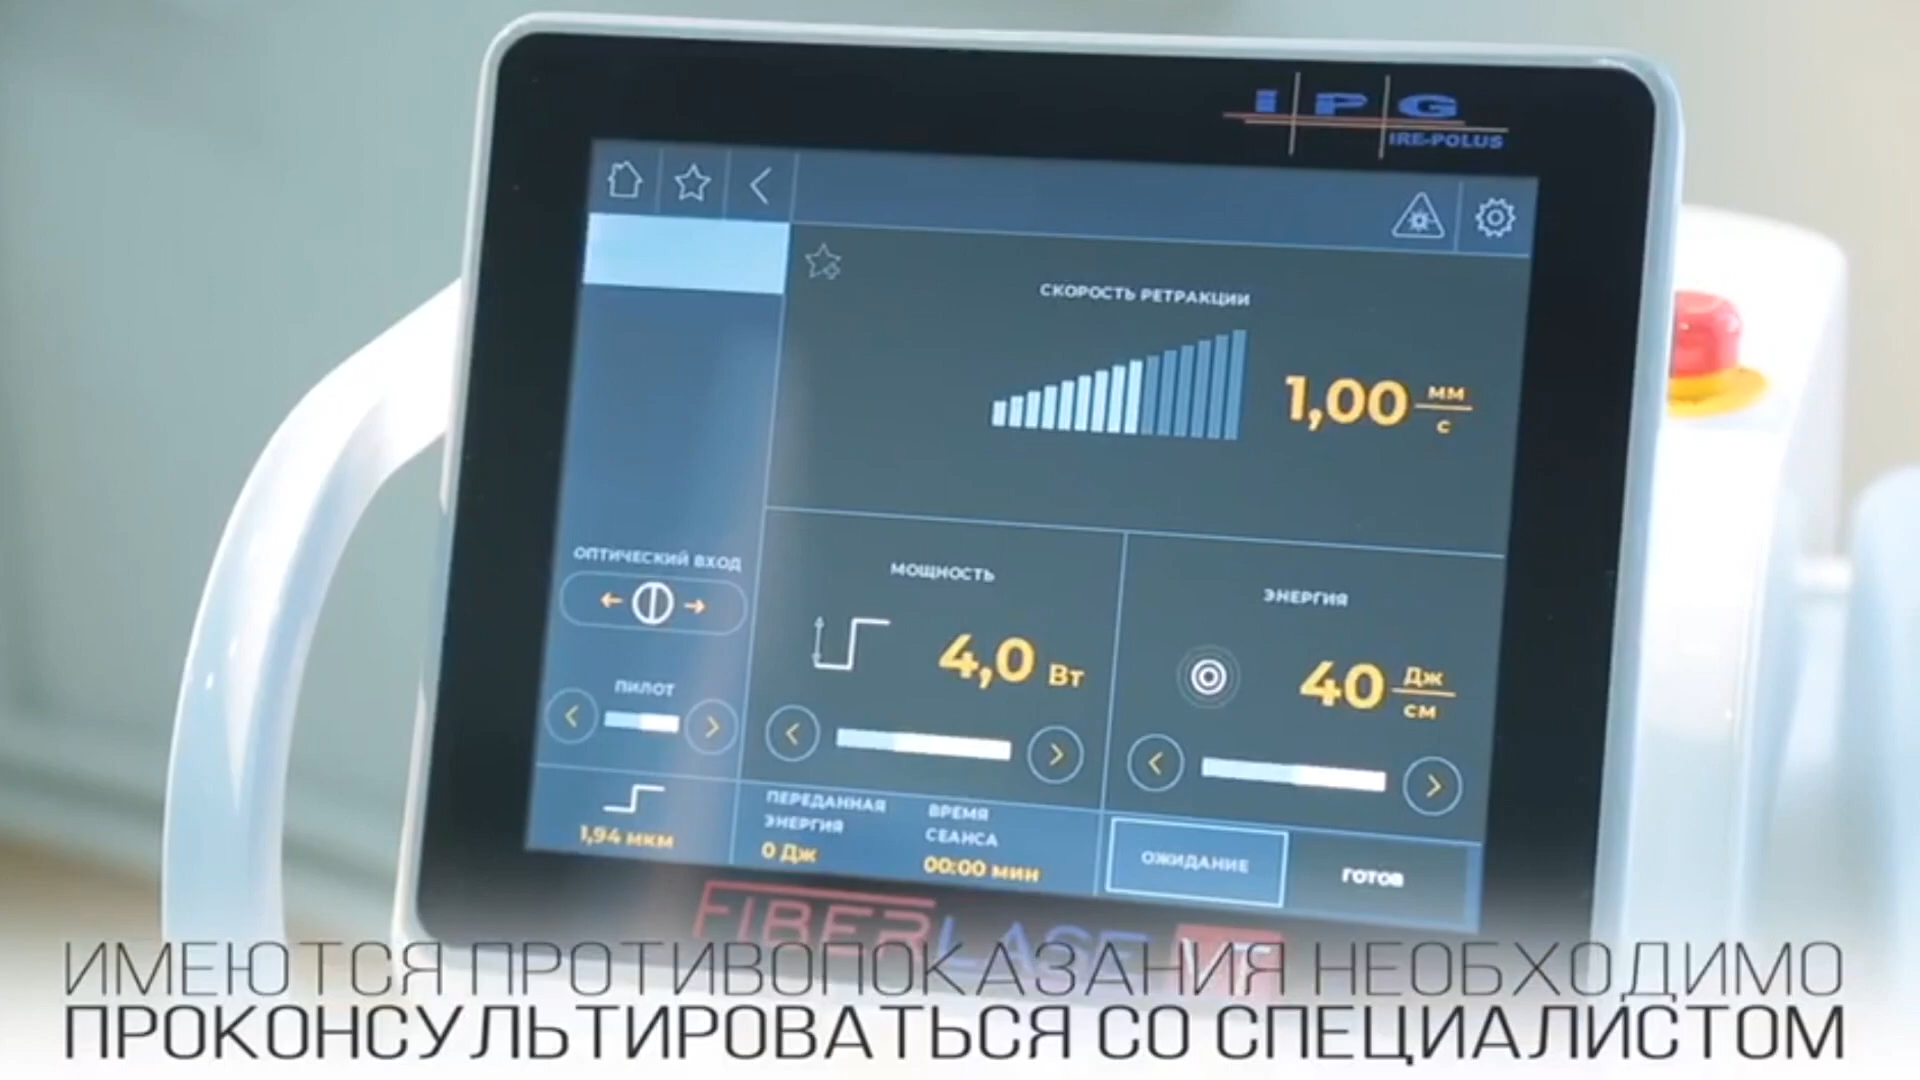 I P G
IRE-POLUS
СКОРОСТЬ РЕТРАКЦИИ
1,00 мм/с
ОПТИЧЕСКИЙ ВХОД
ПИЛОТ
МОЩНОСТЬ
4,0 Вт
ЭНЕРГИЯ
40 Дж/см
1,94 мкм
ПЕРЕДАННАЯ
ЭНЕРГИЯ
0 Дж
ВРЕМЯ
СЕАНСА
00:00 мин
ОЖИДАНИЕ
ГОТОВ
FIBERLASE VT
ИМЕЮТСЯ ПРОТИВОПОКАЗАНИЯ НЕОБХОДИМО
ПРОКОНСУЛЬТИРОВАТЬСЯ СО СПЕЦИАЛИСТОМ